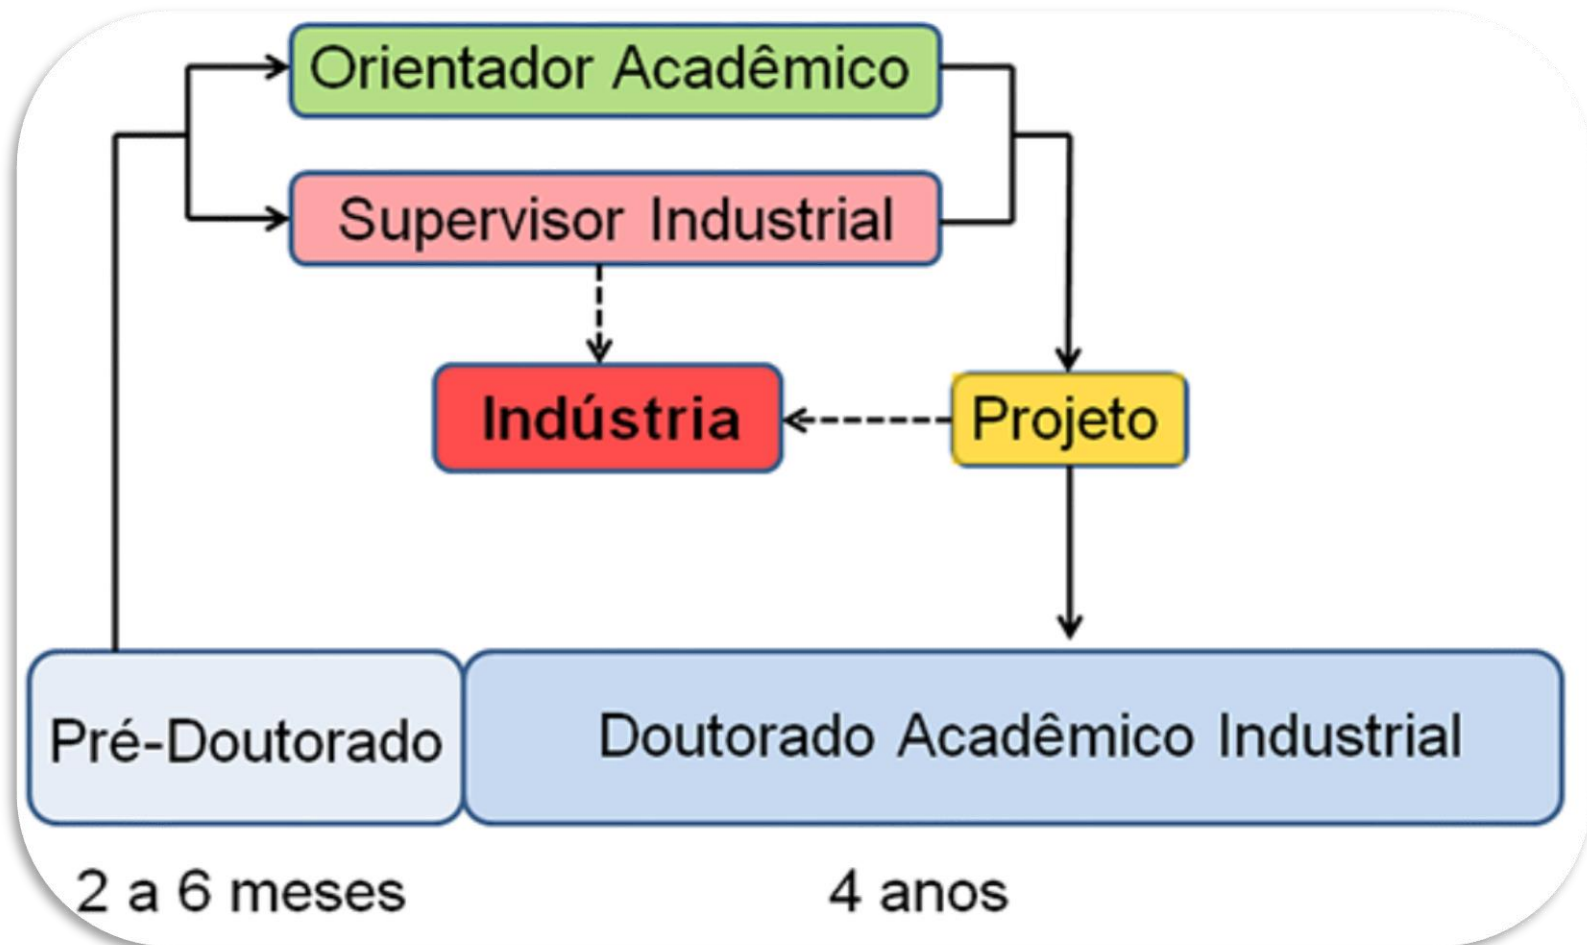 Orientador Acadêmico
Supervisor Industrial
Indústria
Projeto
Pré-Doutorado
Doutorado Acadêmico Industrial
2 a 6 meses
4 anos